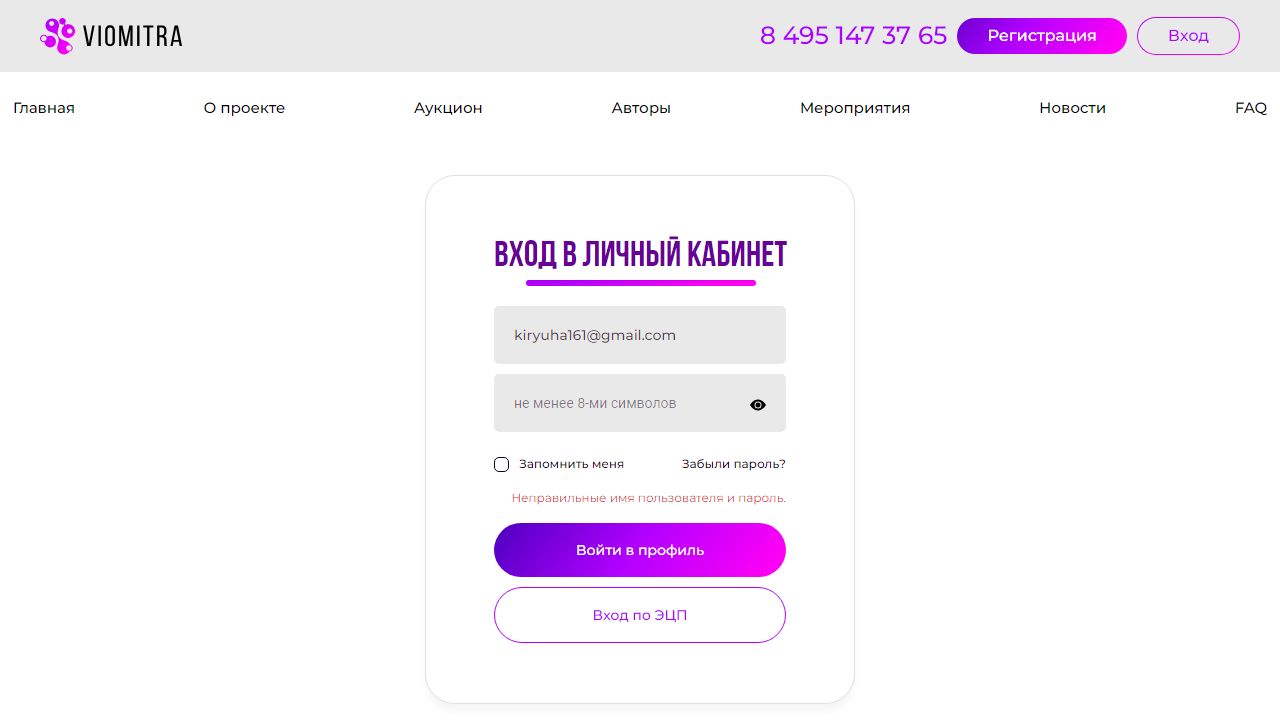 VIOMITRA
8 495 147 37 65
Регистрация
Вход
Главная
О проекте
Аукцион
Авторы
Мероприятия
Новости
FAQ
ВХОД В ЛИЧНЫЙ КАБИНЕТ
kiryuha161@gmail.com
не менее 8-ми символов
Запомнить меня
Забыли пароль?
Неправильные имя пользователя и пароль.
Войти в профиль
Вход по ЭЦП